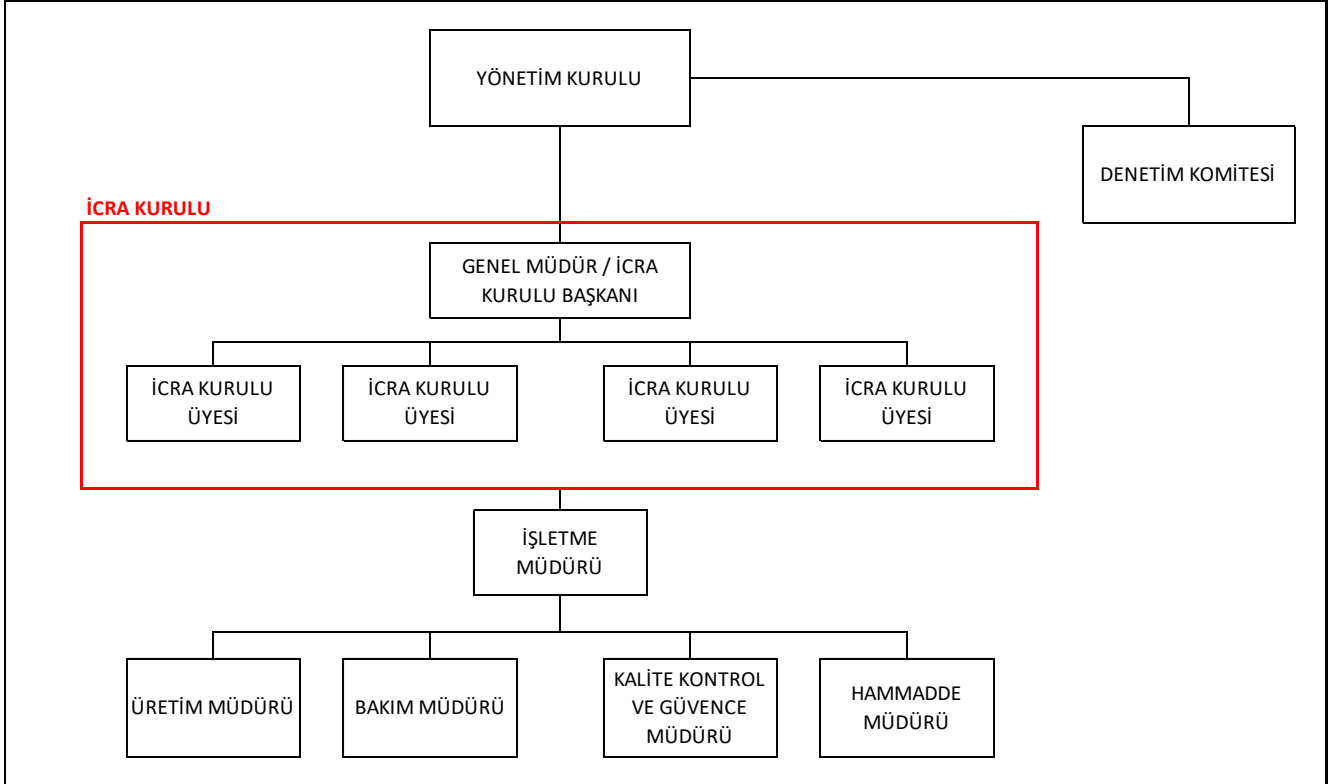 YÖNETİM KURULU
DENETİM KOMİTESİ
İCRA KURULU
GENEL MÜDÜR / İCRA
KURULU BAŞKANI
İCRA KURULU
ÜYESİ
İCRA KURULU
ÜYESİ
İCRA KURULU
ÜYESİ
İCRA KURULU
ÜYESİ
İŞLETME
MÜDÜRÜ
ÜRETİM MÜDÜRÜ
BAKIM MÜDÜRÜ
KALİTE KONTROL
VE GÜVENCE
MÜDÜRÜ
HAMMADDE
MÜDÜRÜ